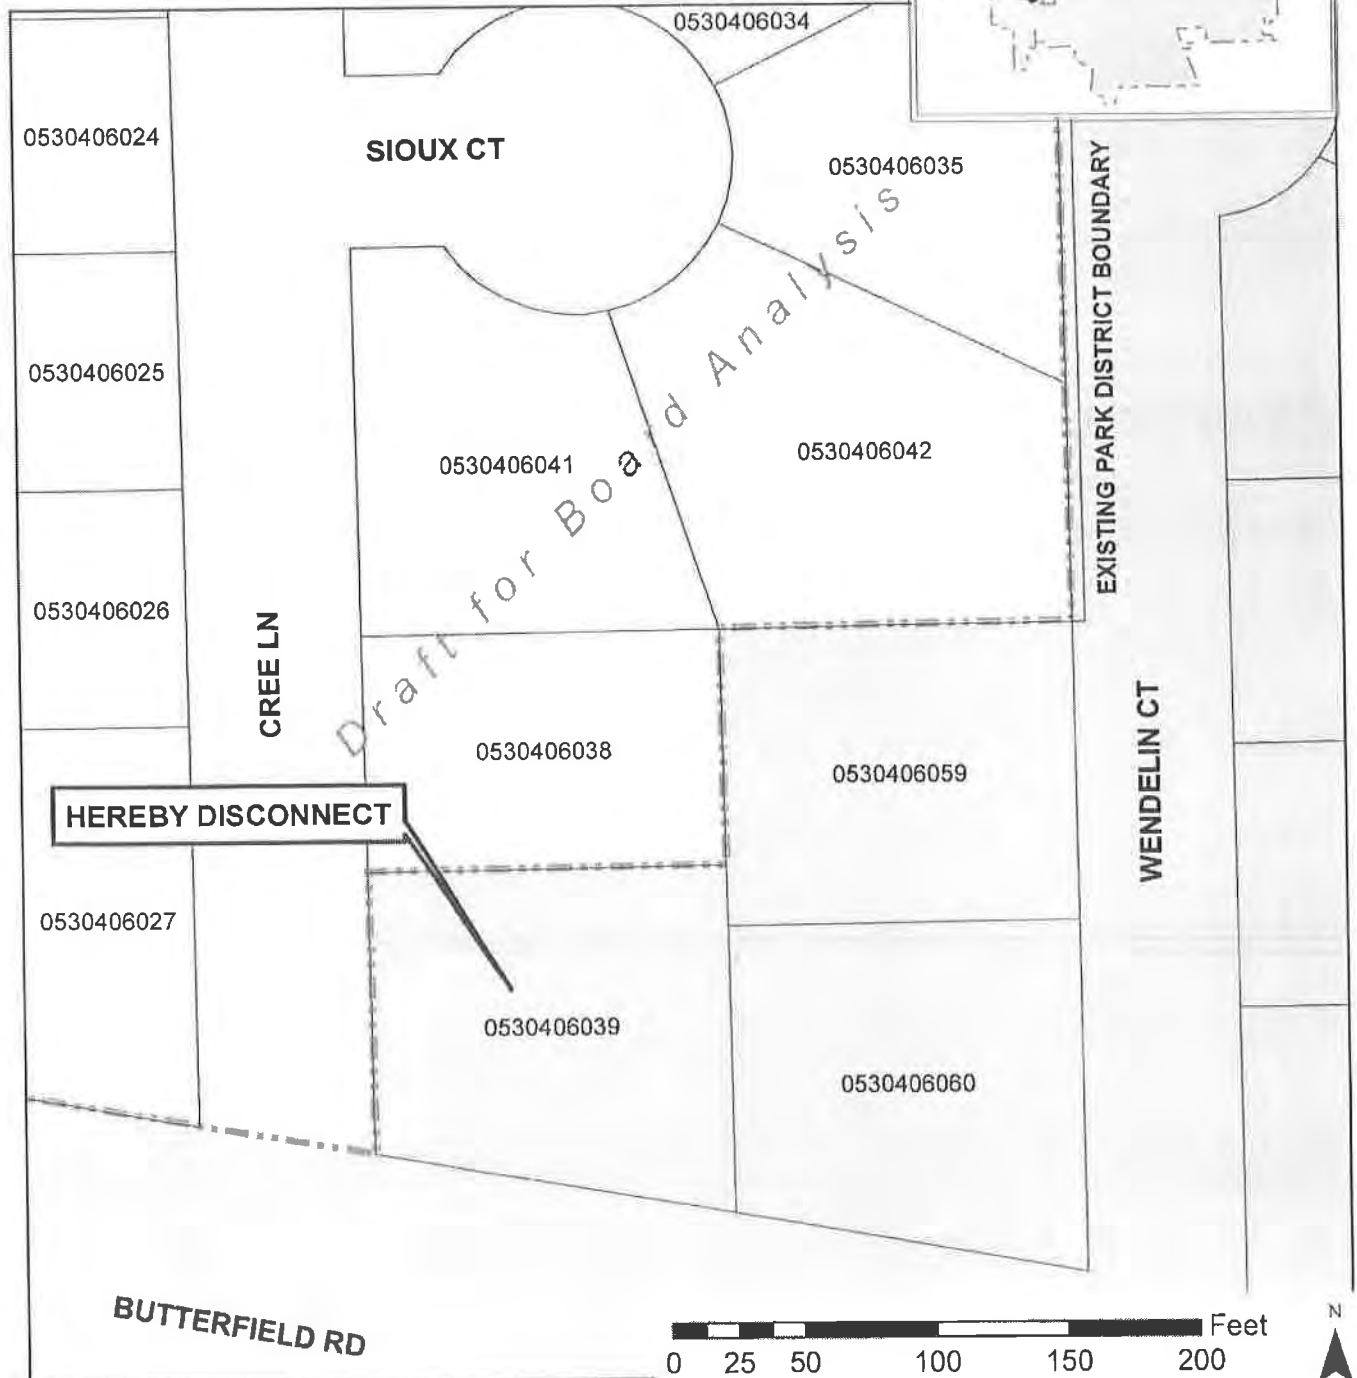 0530406034
0530406024
SIOUX CT
0530406035
EXISTING PARK DISTRICT BOUNDARY
0530406025
0530406041
0530406042
Draft for Board Analysis
0530406026
CREE LN
0530406038
0530406059
WENDELIN CT
HEREBY DISCONNECT
0530406027
0530406039
0530406060
BUTTERFIELD RD
Feet
0 25 50 100 150 200
N